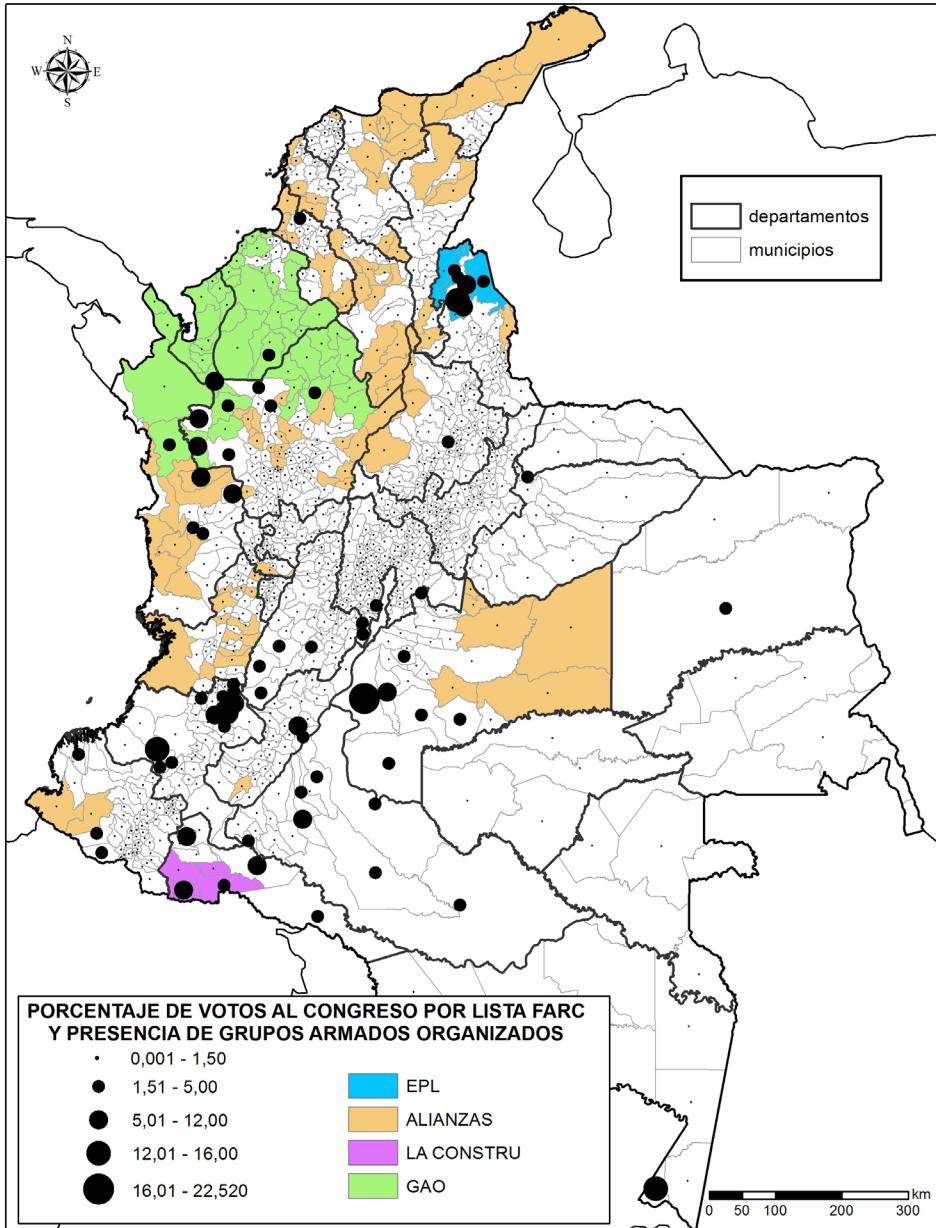 N
W E
S
departamentos
municipios
PORCENTAJE DE VOTOS AL CONGRESO POR LISTA FARC
Y PRESENCIA DE GRUPOS ARMADOS ORGANIZADOS
0,001 - 1,50
1,51 - 5,00
5,01 - 12,00
12,01 - 16,00
16,01 - 22,520
EPL
ALIANZAS
LA CONSTRU
GAO
km
0 50 100 200 300